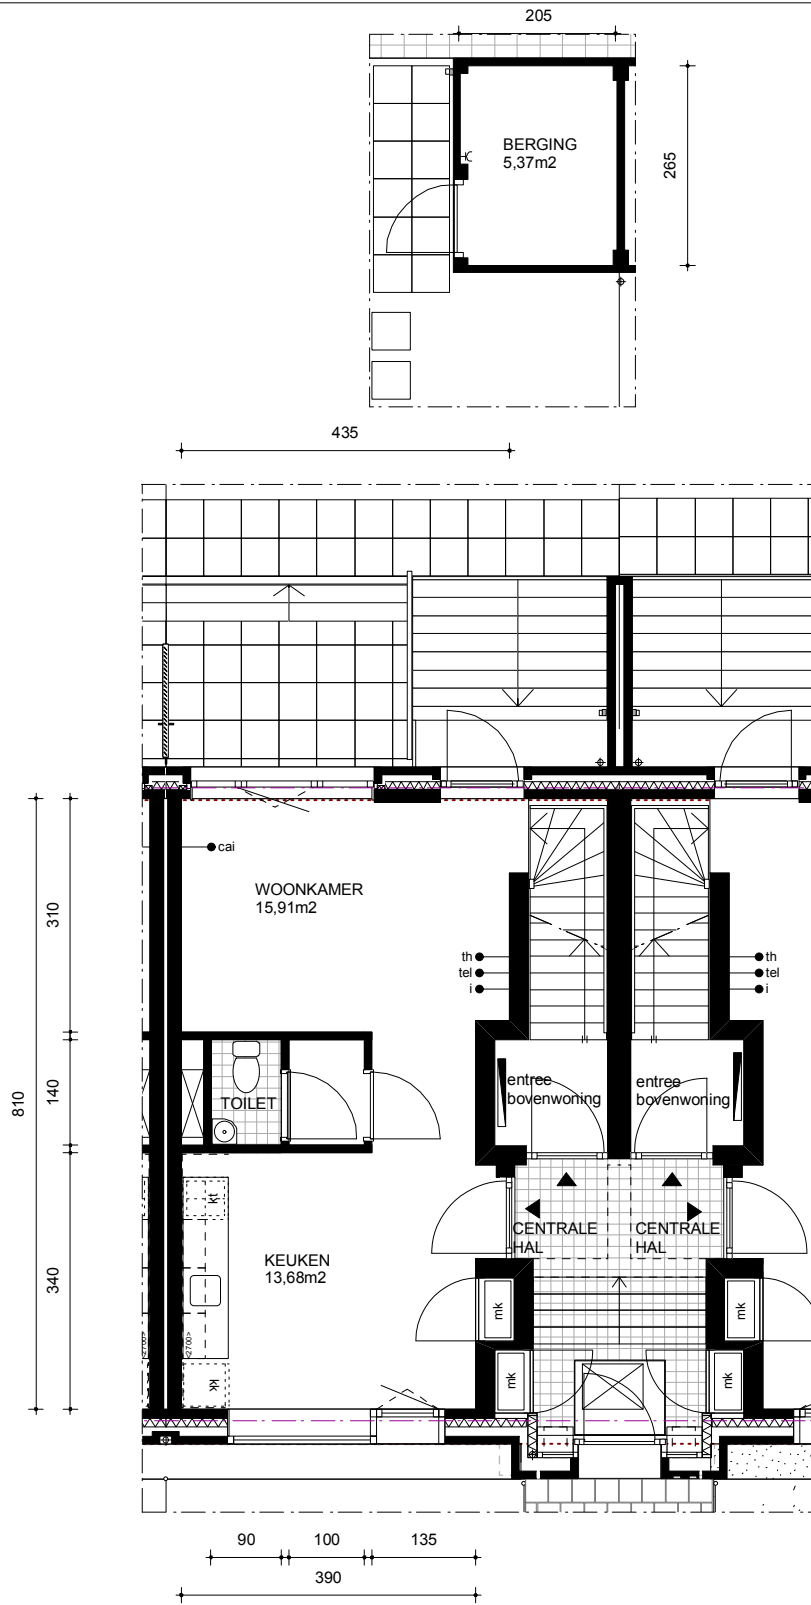 205
BERGING
5,37m2
265
435
cai
WOONKAMER
15,91m2
310
th
tel
i
th
tel
i
810
140
TOILET
entree
bovenwoning
entree
bovenwoning
kt
CENTRALE
HAL
CENTRALE
HAL
KEUKEN
13,68m2
340
mk
mk
<2700>
<2700>
kk
mk
mk
90
100
135
390